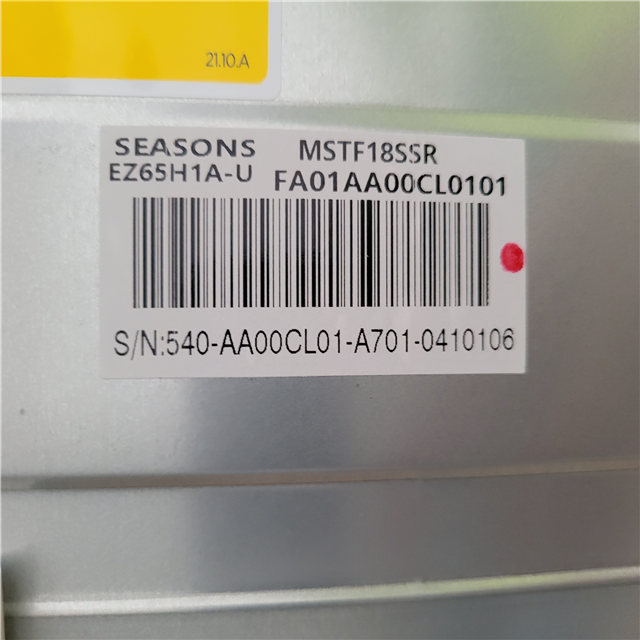 21.10.A
SEASONS MSTF18SSR
EZ65H1A-U FA01AA00CL0101
S/N:540-AA00CL01-A701-0410106